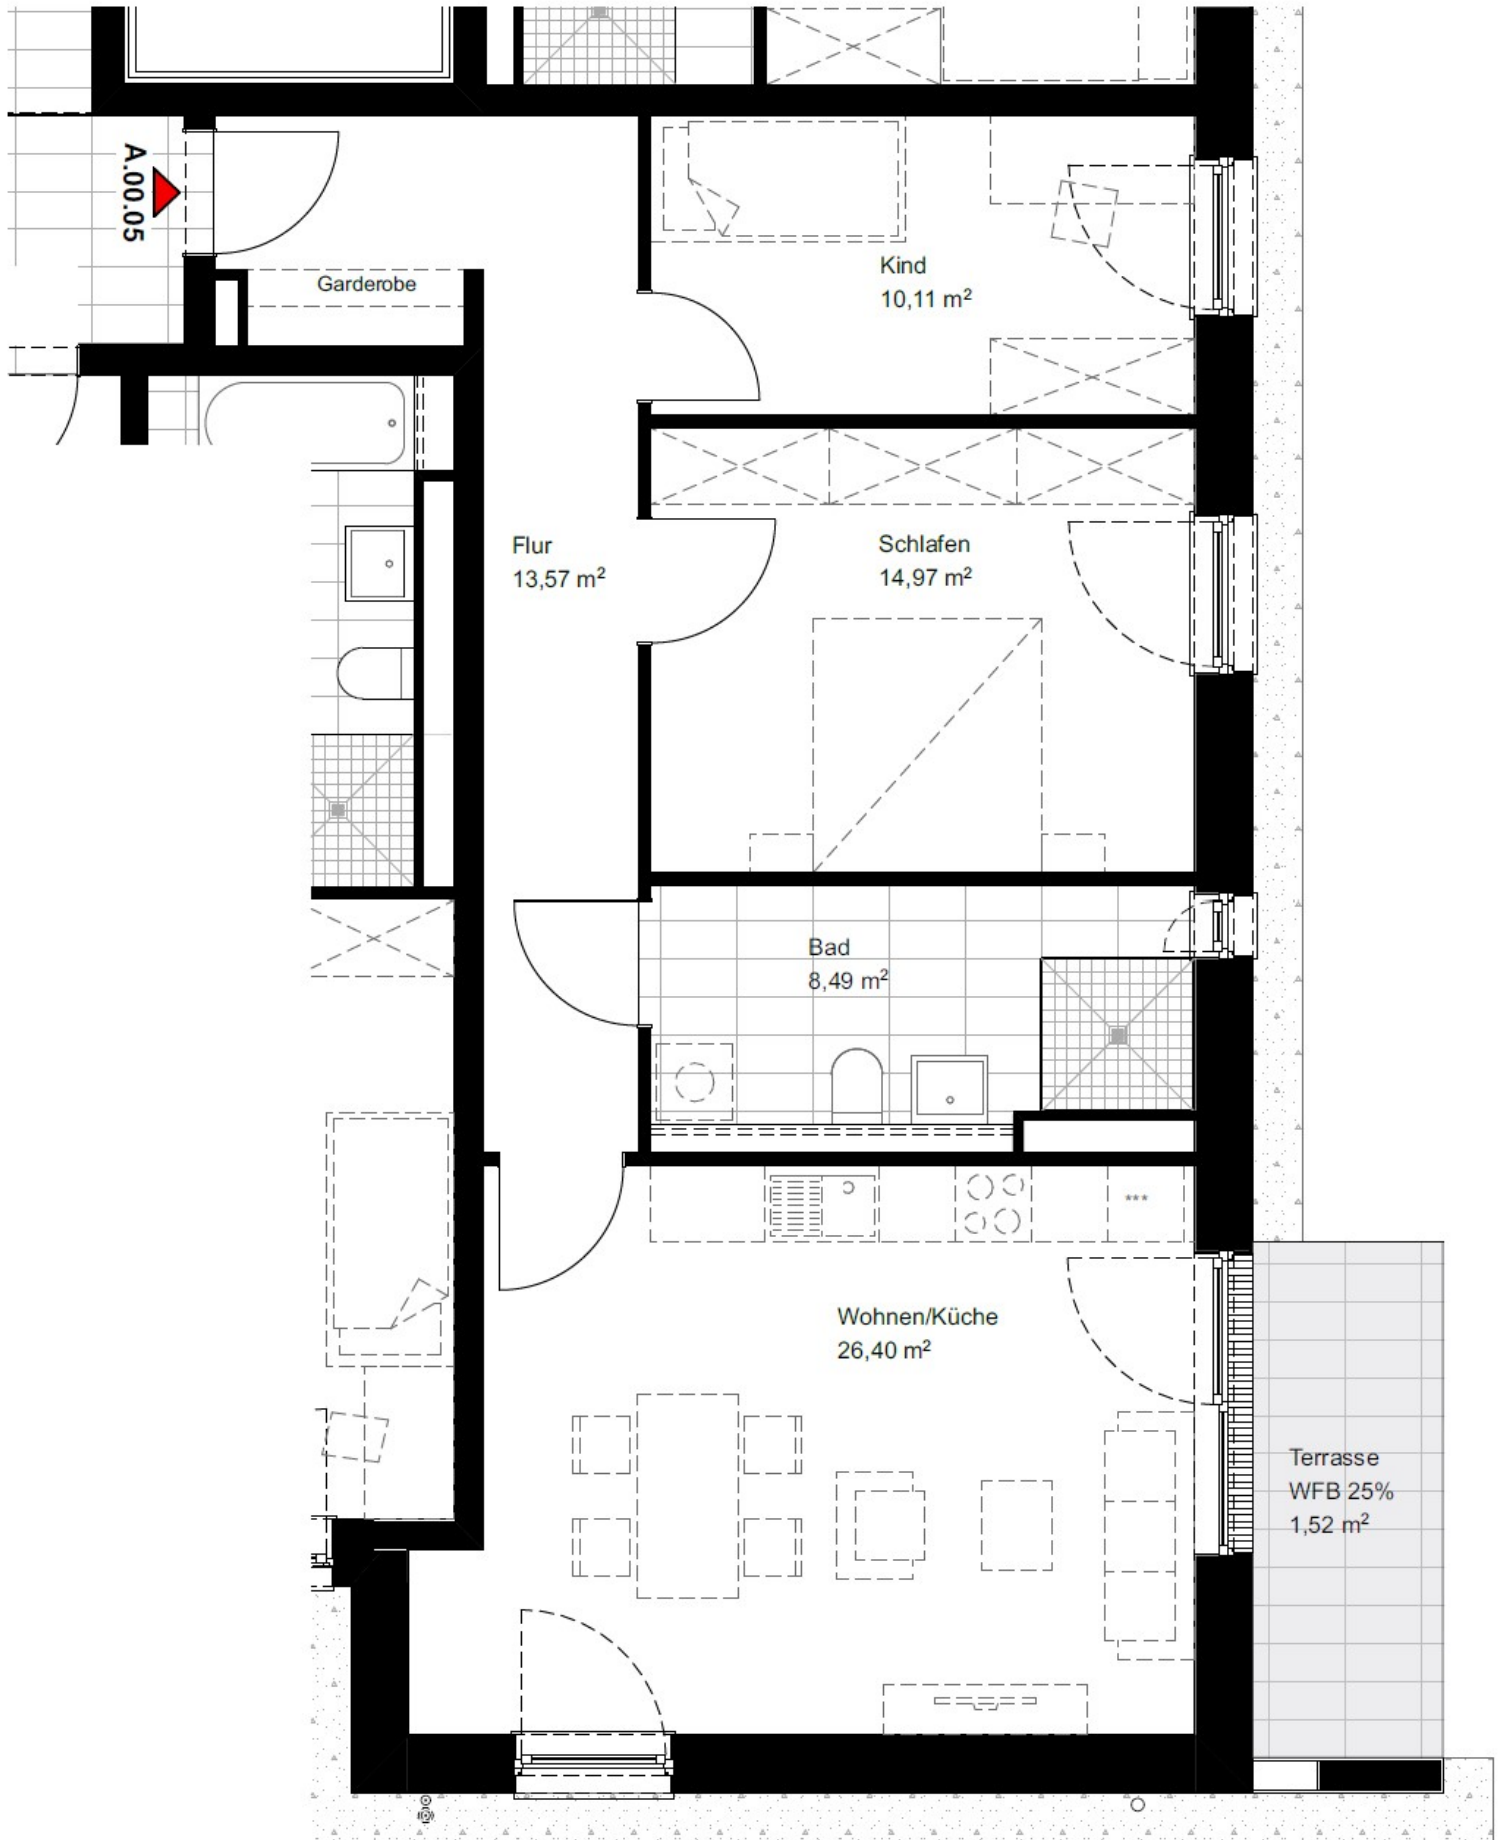 A.00.05
Garderobe
Kind
10,11 m²
Flur
13,57 m²
Schlafen
14,97 m²
Bad
8,49 m²
***
Wohnen/Küche
26,40 m²
Terrasse
WFB 25%
1,52 m²